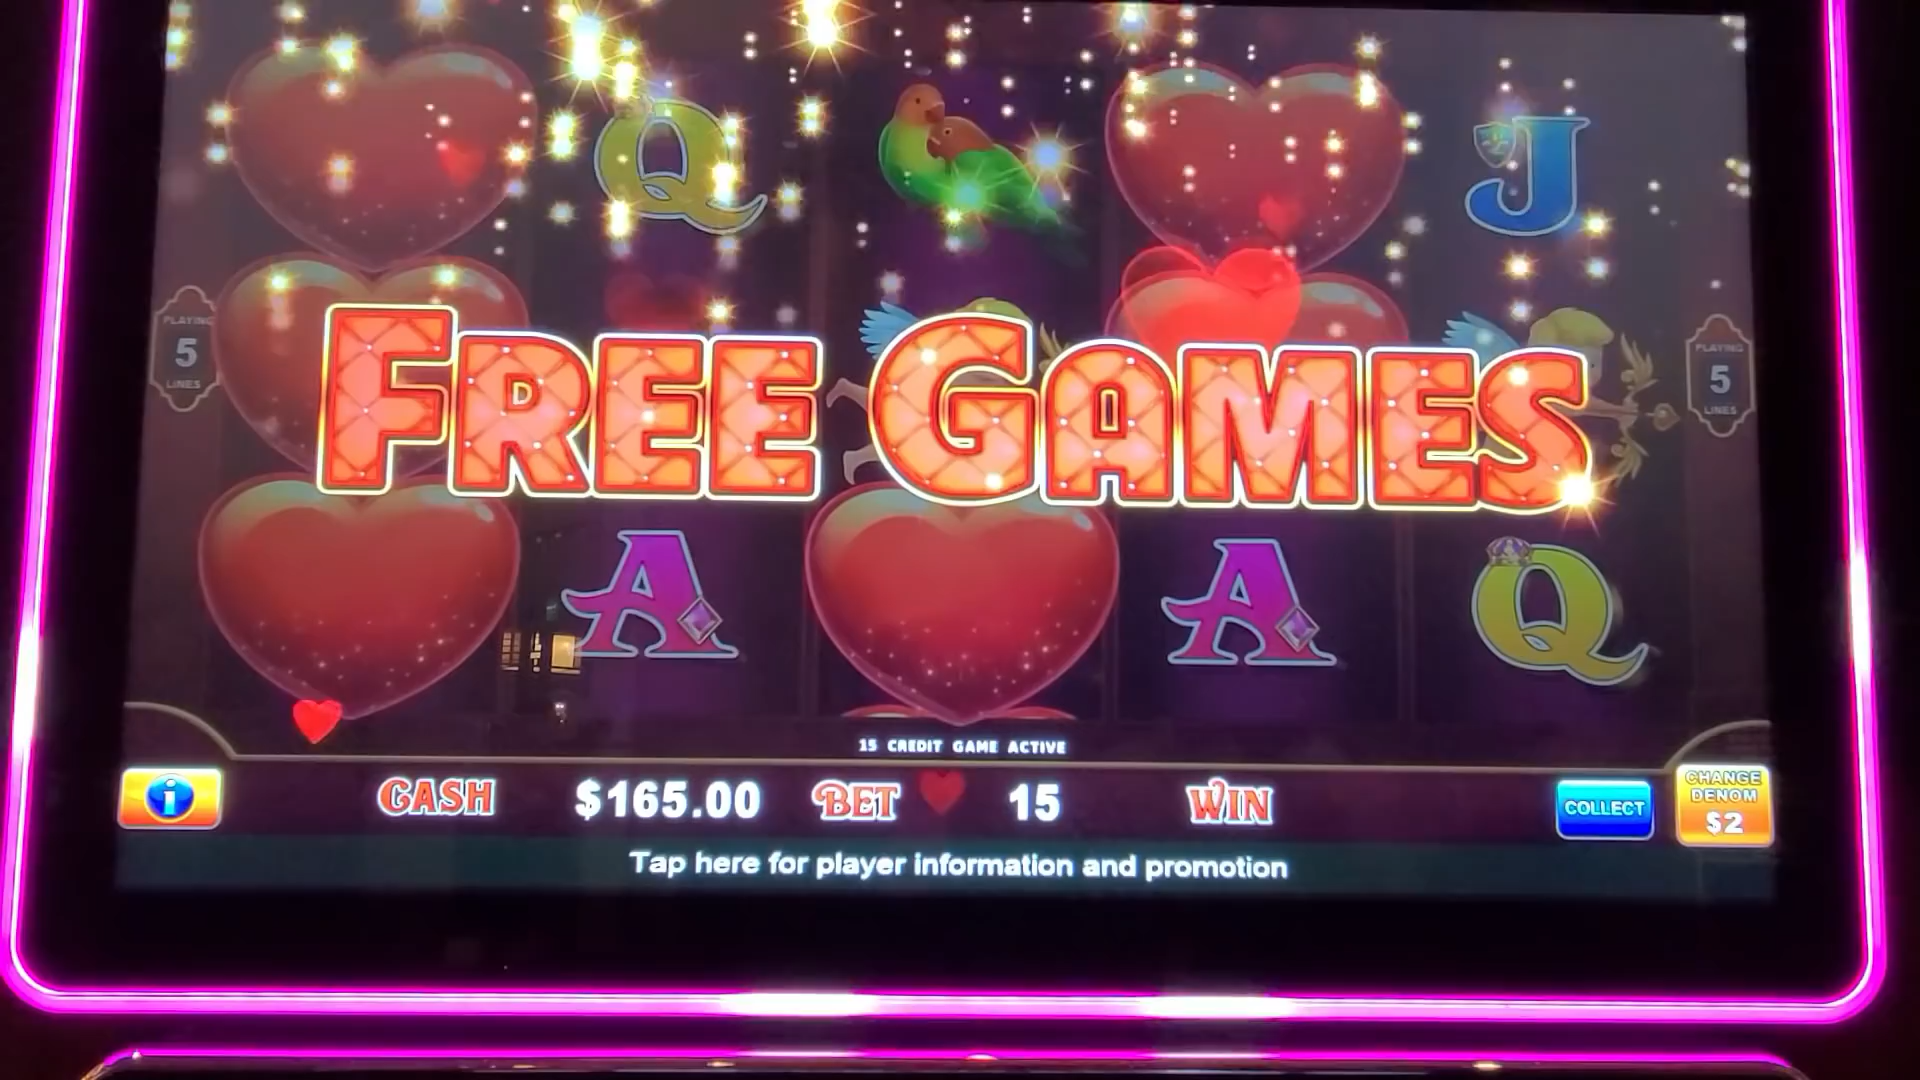 Q
J
PLAYING
5
LINES
FREE GAMES
PLAYING
5
LINES
A
A
Q
15 CREDIT GAME ACTIVE
i
CASH $165.00 BET 15 WIN
COLLECT
CHANGE
DENOM
$2
Tap here for player information and promotion